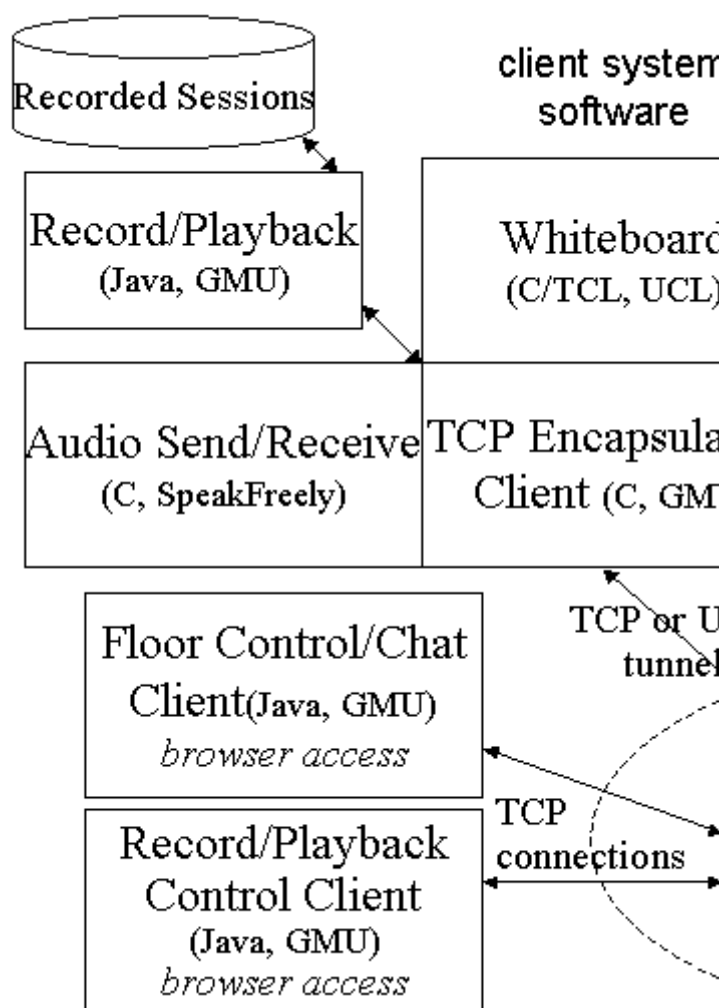 Recorded Sessions
client system
software
Record/Playback
(Java, GMU)
Whiteboard
(C/TCL, UCL)
Audio Send/Receive
(C, SpeakFreely)
TCP Encapsula
Client (C, GM
Floor Control/Chat
Client(Java, GMU)
browser access
TCP or U
tunnel
TCP
connections
Record/Playback
Control Client
(Java, GMU)
browser access